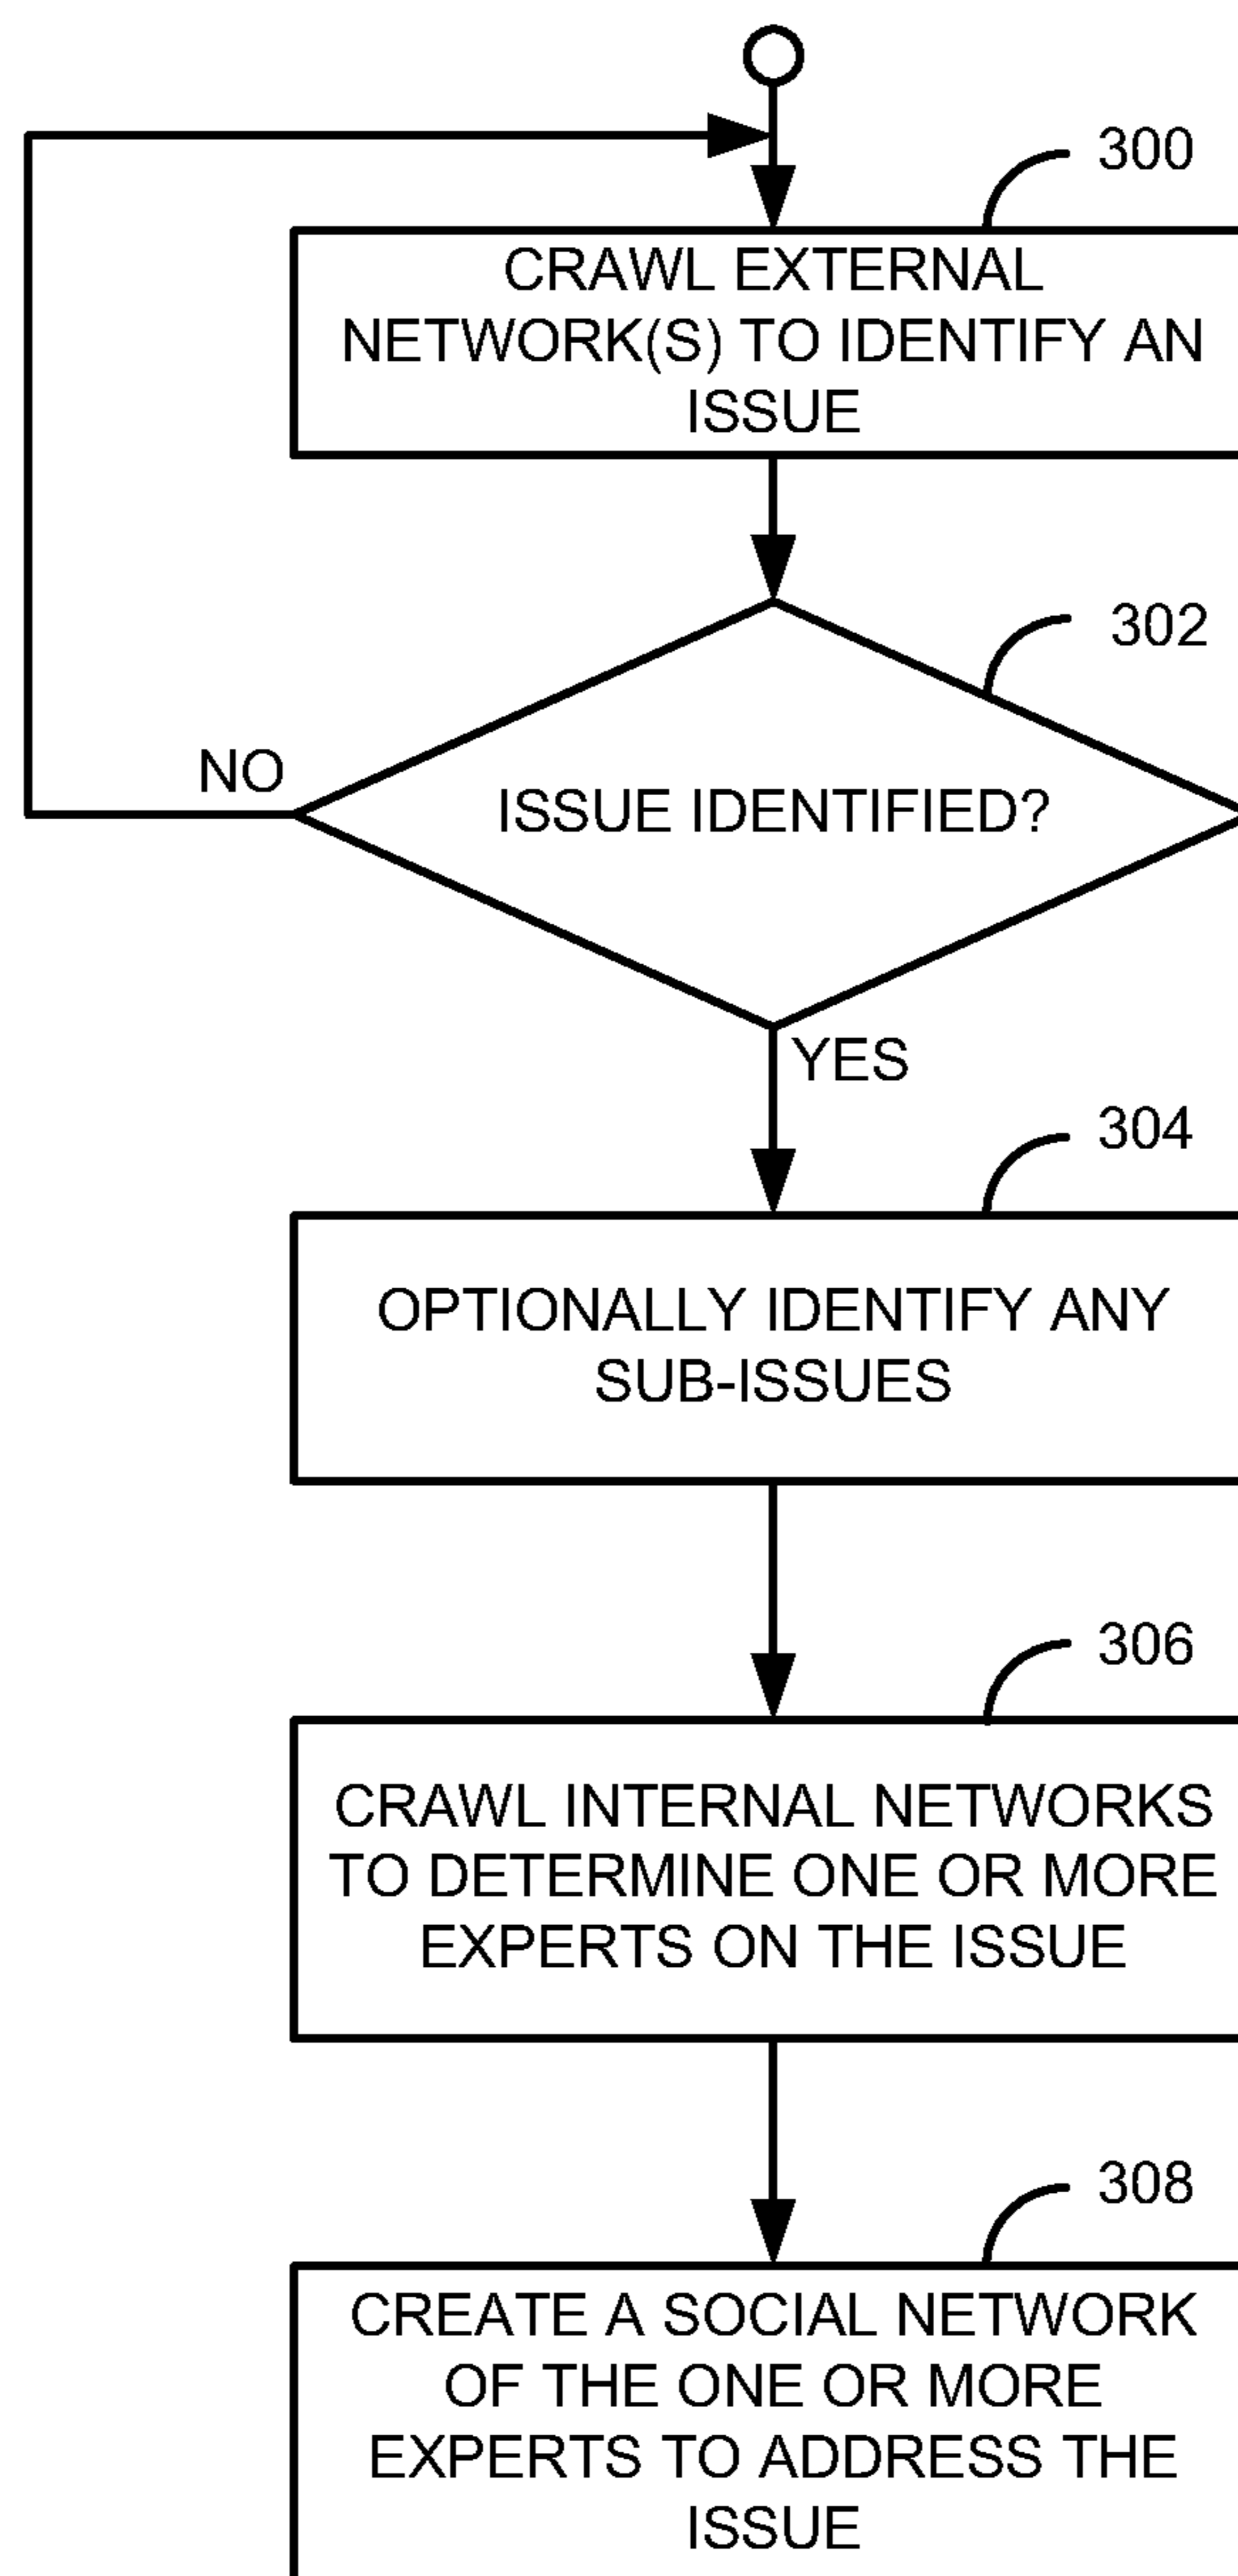 300
CRAWL EXTERNAL
NETWORK(S) TO IDENTIFY AN
ISSUE
302
NO
ISSUE IDENTIFIED?
YES
304
OPTIONALLY IDENTIFY ANY
SUB-ISSUES
306
CRAWL INTERNAL NETWORKS
TO DETERMINE ONE OR MORE
EXPERTS ON THE ISSUE
308
CREATE A SOCIAL NETWORK
OF THE ONE OR MORE
EXPERTS TO ADDRESS THE
ISSUE